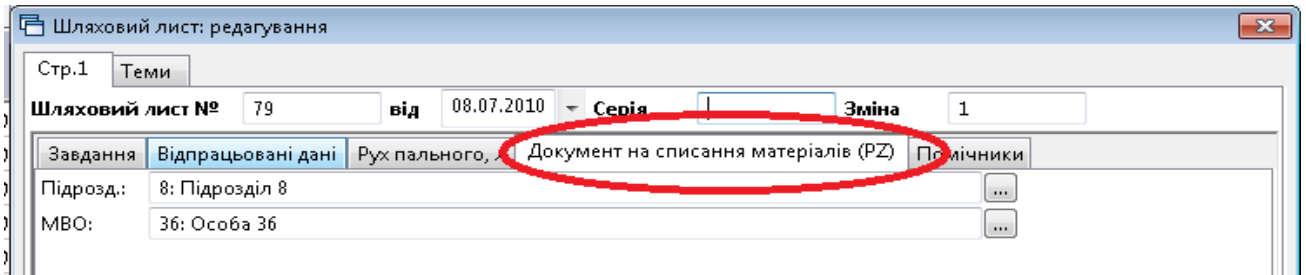 Шляховий лист: редагування
Стр.1 Теми
Шляховий лист № 79 від 08.07.2010 Серія Зміна 1
Завдання Відпрацьовані дані Рух пального, Документ на списання матеріалів (PZ) Помічники
Підрозд.: 8: Підрозділ 8 ...
МВО: 36: Особа 36 ...